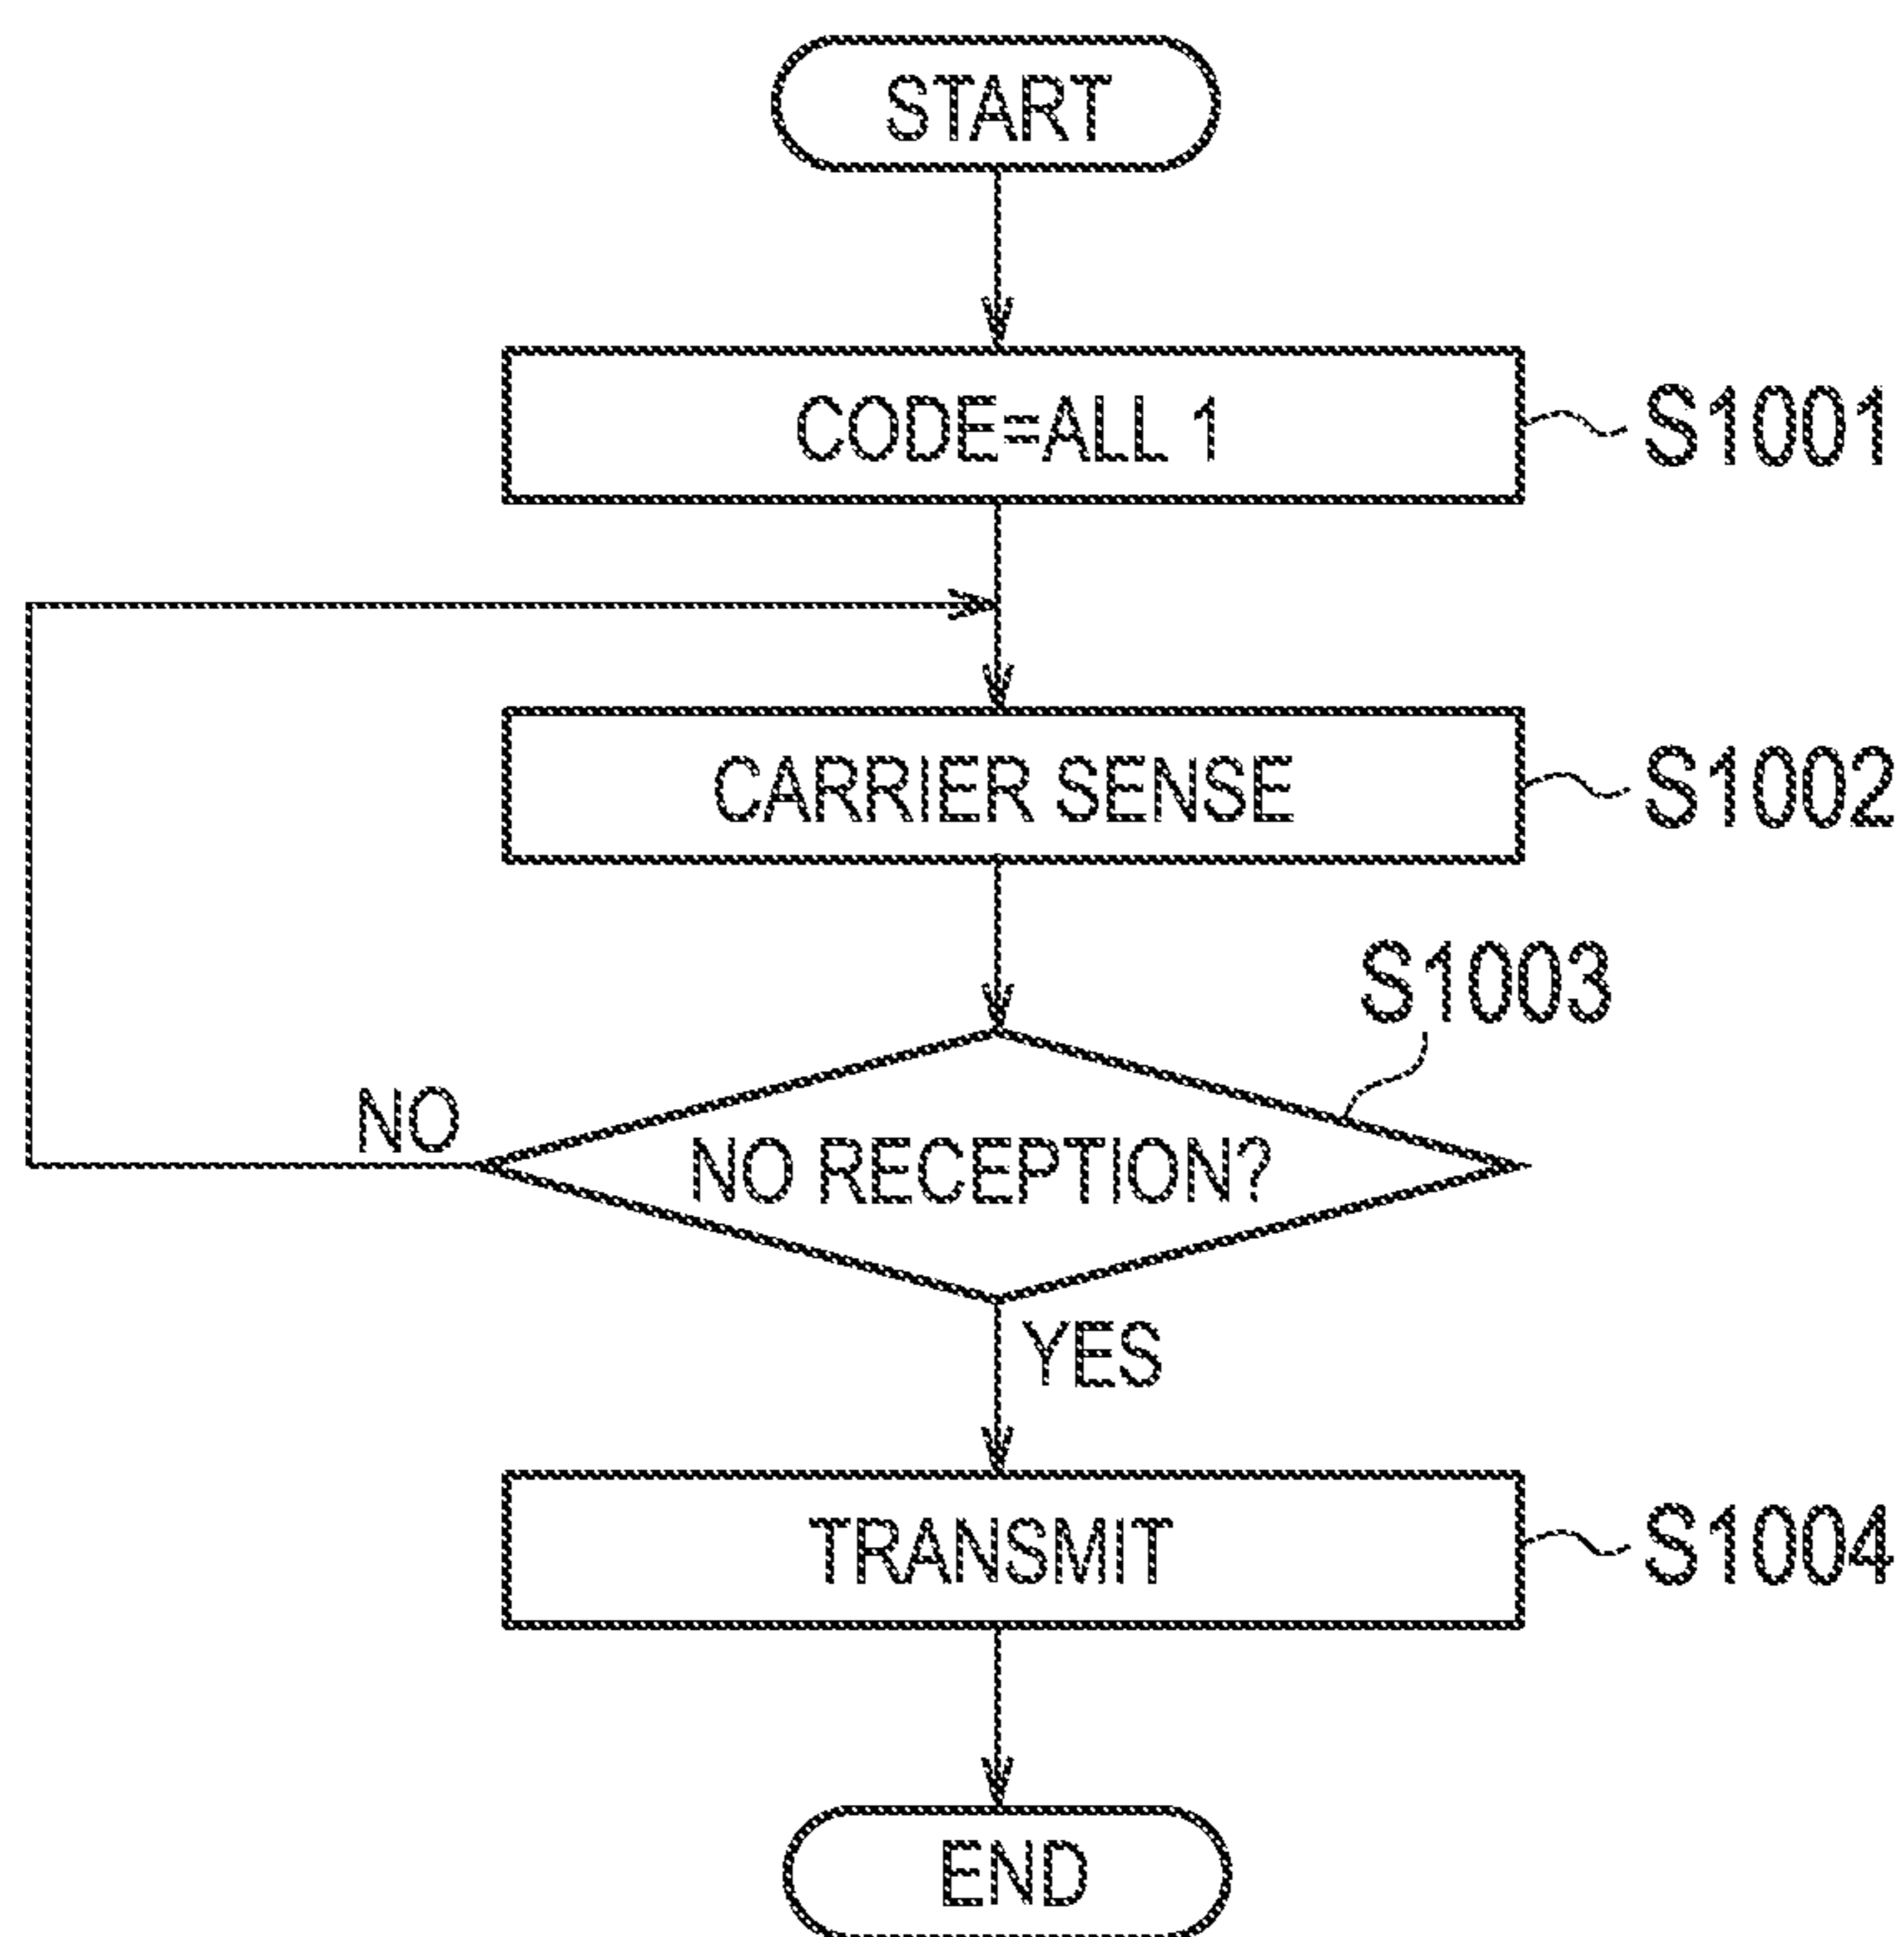 START
CODE=ALL 1
S1001
CARRIER SENSE
S1002
S1003
NO
NO RECEPTION?
YES
TRANSMIT
S1004
END